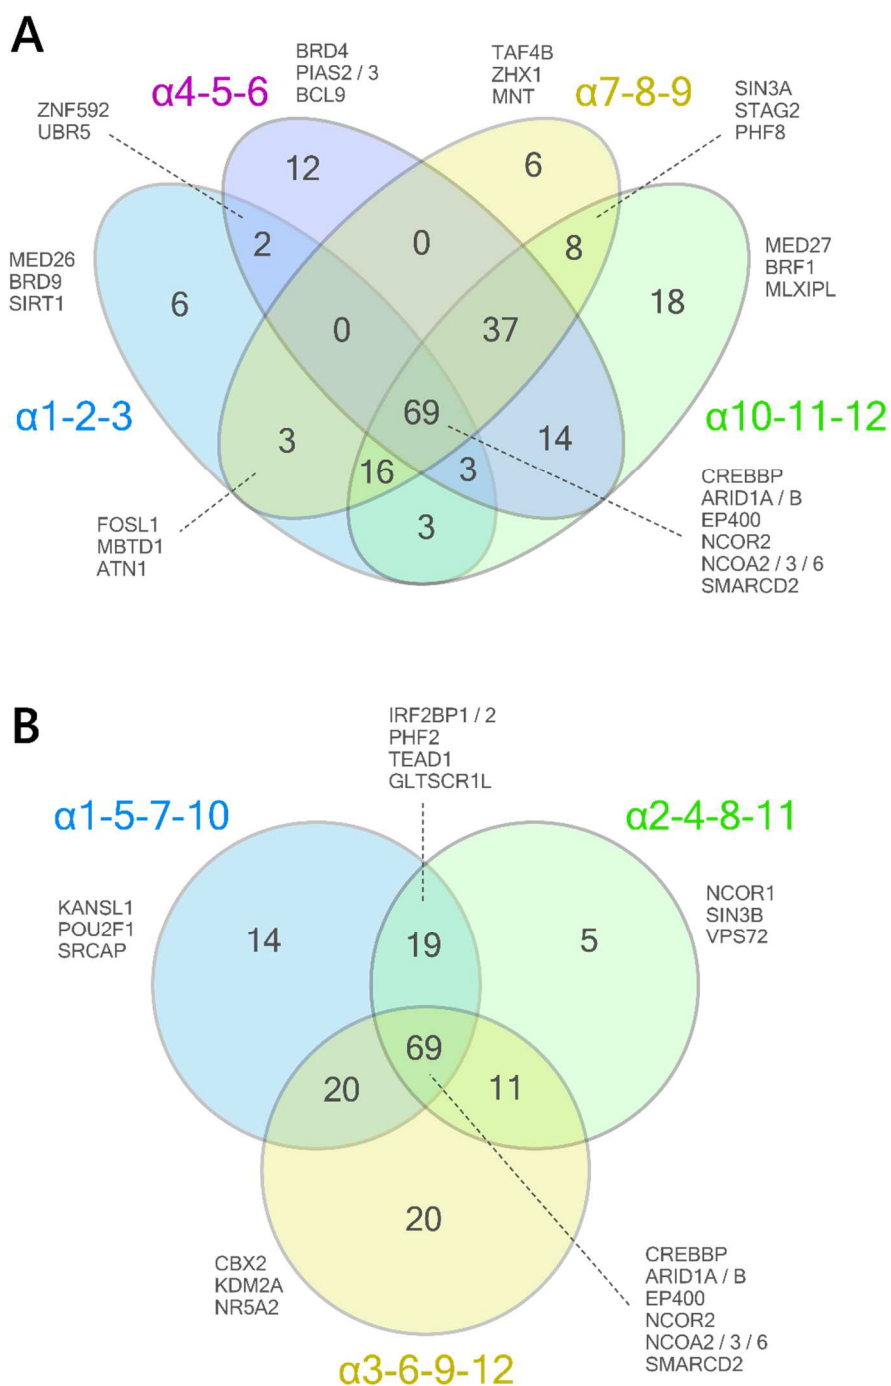 A
BRD4
PIAS2 / 3
BCL9
TAF4B
ZHX1
MNT
α4-5-6
α7-8-9
SIN3A
STAG2
PHF8
ZNF592
UBR5
12
6
2
0
8
MED26
BRD9
SIRT1
MED27
BRF1
MLXIPL
6
0
37
18
α1-2-3
69
α10-11-12
3
14
16
3
3
CREBBP
ARID1A / B
EP400
NCOR2
NCOA2 / 3 / 6
SMARCD2
FOSL1
MBTD1
ATN1
B
IRF2BP1 / 2
PHF2
TEAD1
GLTSCR1L
α1-5-7-10
α2-4-8-11
KANSL1
POU2F1
SRCAP
NCOR1
SIN3B
VPS72
14
19
5
69
20
11
20
CBX2
KDM2A
NR5A2
CREBBP
ARID1A / B
EP400
NCOR2
NCOA2 / 3 / 6
SMARCD2
α3-6-9-12